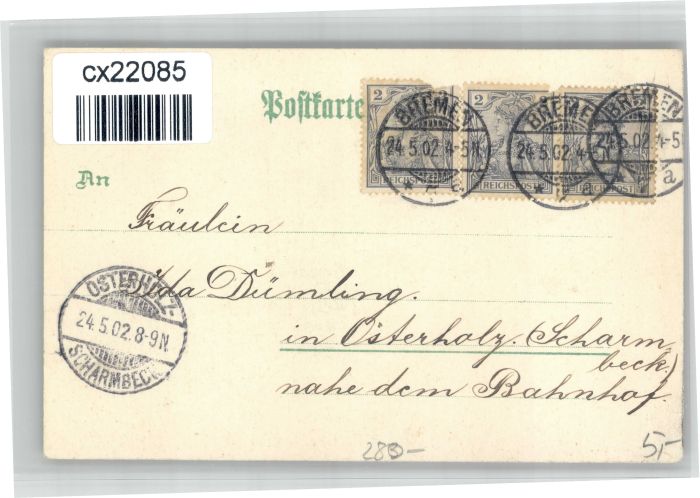 cx22085
Postkarte
2 2
REICHSPOST REICHSPOST REICHSPOST
BREMEN BREMEN BREMEN
24.5.02.4-5N. 24.5.02.4-5N. 24.5.02.4-5
a
An
Fräulein
Ida Dümling.
in Osterholz-Scharm-
beck.)
nahe dem Bahnhof.
OSTERHOLZ-
24.5.02.8-9N.
SCHARMBECK.
280-
5,-